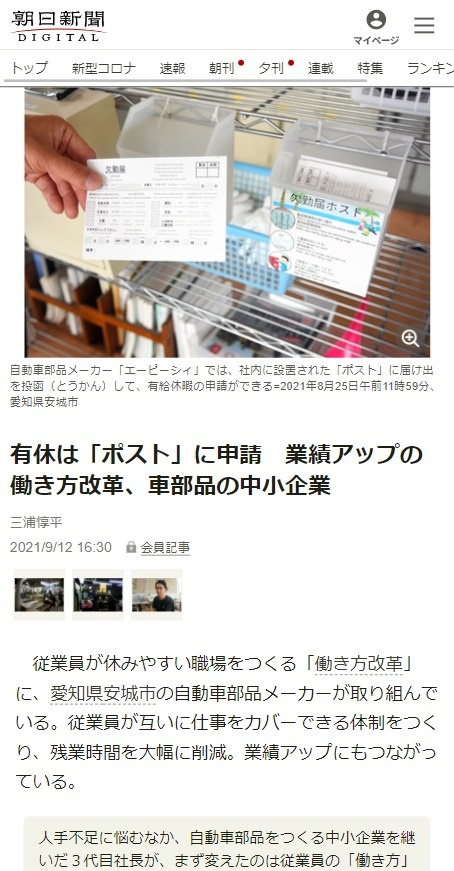 朝日新聞
DIGITAL
マイページ
トップ 新型コロナ 速報 朝刊 夕刊 連載 特集 ランキン
欠勤届
欠勤届ポスト
自動車部品メーカー「エーピーシィ」では、社内に設置された「ポスト」に届け出
を投函（とうかん）して、有給休暇の申請ができる=2021年8月25日午前11時59分、
愛知県安城市
有休は「ポスト」に申請　業績アップの
働き方改革、車部品の中小企業
三浦惇平
2021/9/12 16:30 会員記事
　従業員が休みやすい職場をつくる「働き方改革」
に、愛知県安城市の自動車部品メーカーが取り組んで
いる。従業員が互いに仕事をカバーできる体制をつく
り、残業時間を大幅に削減。業績アップにもつながっ
ている。
人手不足に悩むなか、自動車部品をつくる中小企業を継
いだ３代目社長が、まず変えたのは従業員の「働き方」